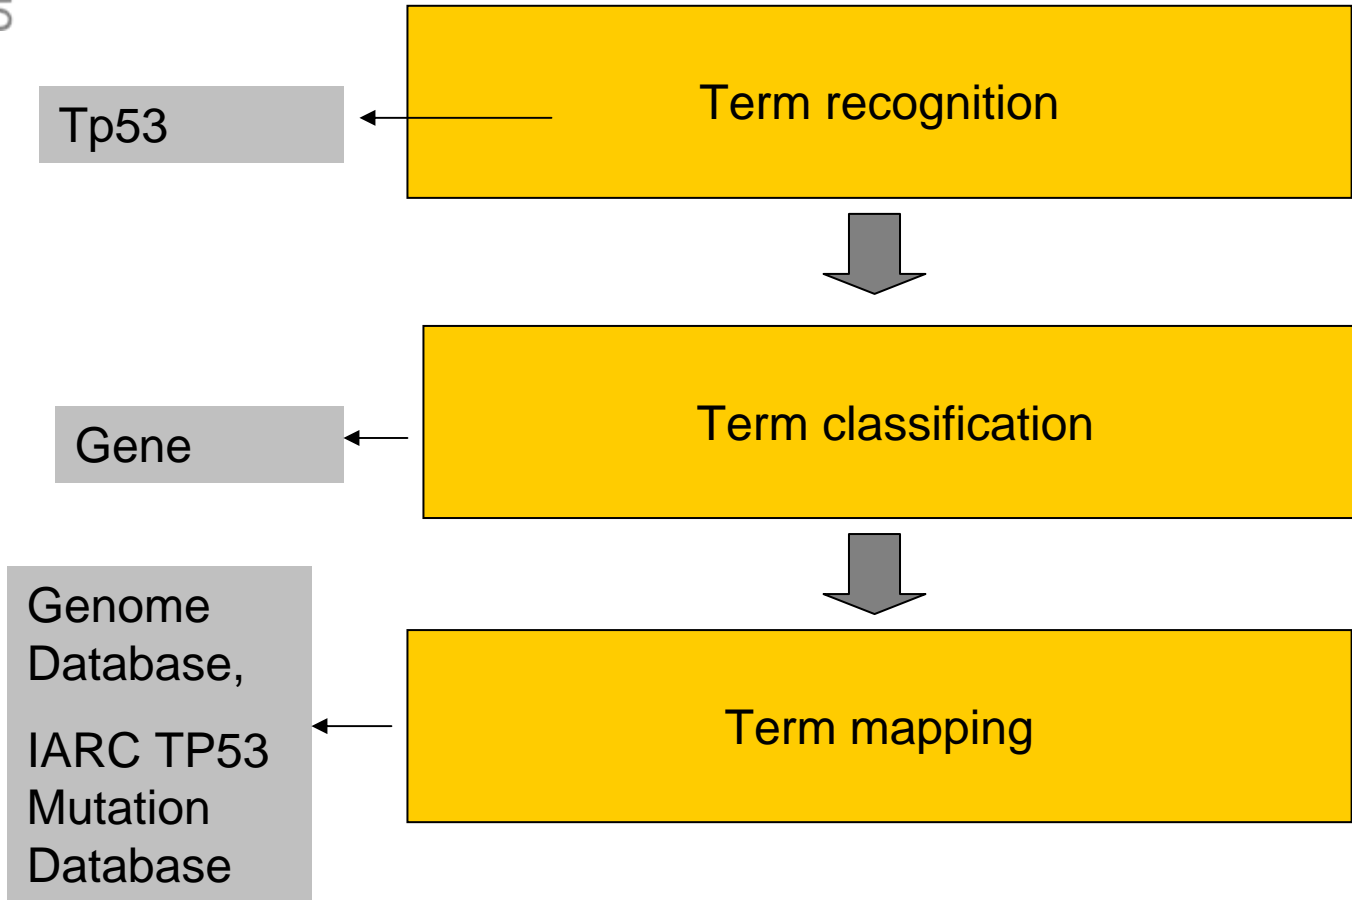 Tp53
Term recognition
Gene
Term classification
Genome
Database,
IARC TP53
Mutation
Database
Term mapping